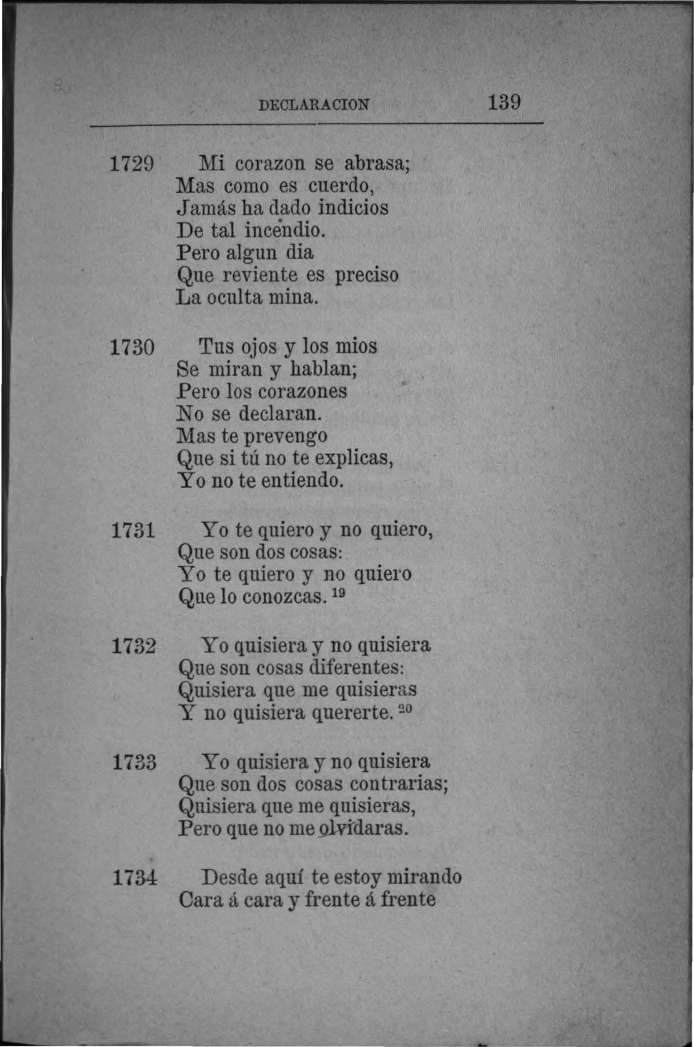 DECLARACION 139
1729 Mi corazon se abrasa;
Mas como es cuerdo,
Jamás ha dado indicios
De tal incendio.
Pero algun dia
Que reviente es preciso
La oculta mina.
1730 Tus ojos y los mios
Se miran y hablan;
Pero los corazones
No se declaran.
Mas te prevengo
Que si tú no te explicas,
Yo no te entiendo.
1731 Yo te quiero y no quiero,
Que son dos cosas:
Yo te quiero y no quiero
Que lo conozcas. 19
1732 Yo quisiera y no quisiera
Que son cosas diferentes:
Quisiera que me quisieras
Y no quisiera quererte. 20
1733 Yo quisiera y no quisiera
Que son dos cosas contrarias;
Quisiera que me quisieras,
Pero que no me olvidaras.
1734 Desde aquí te estoy mirando
Cara á cara y frente á frente